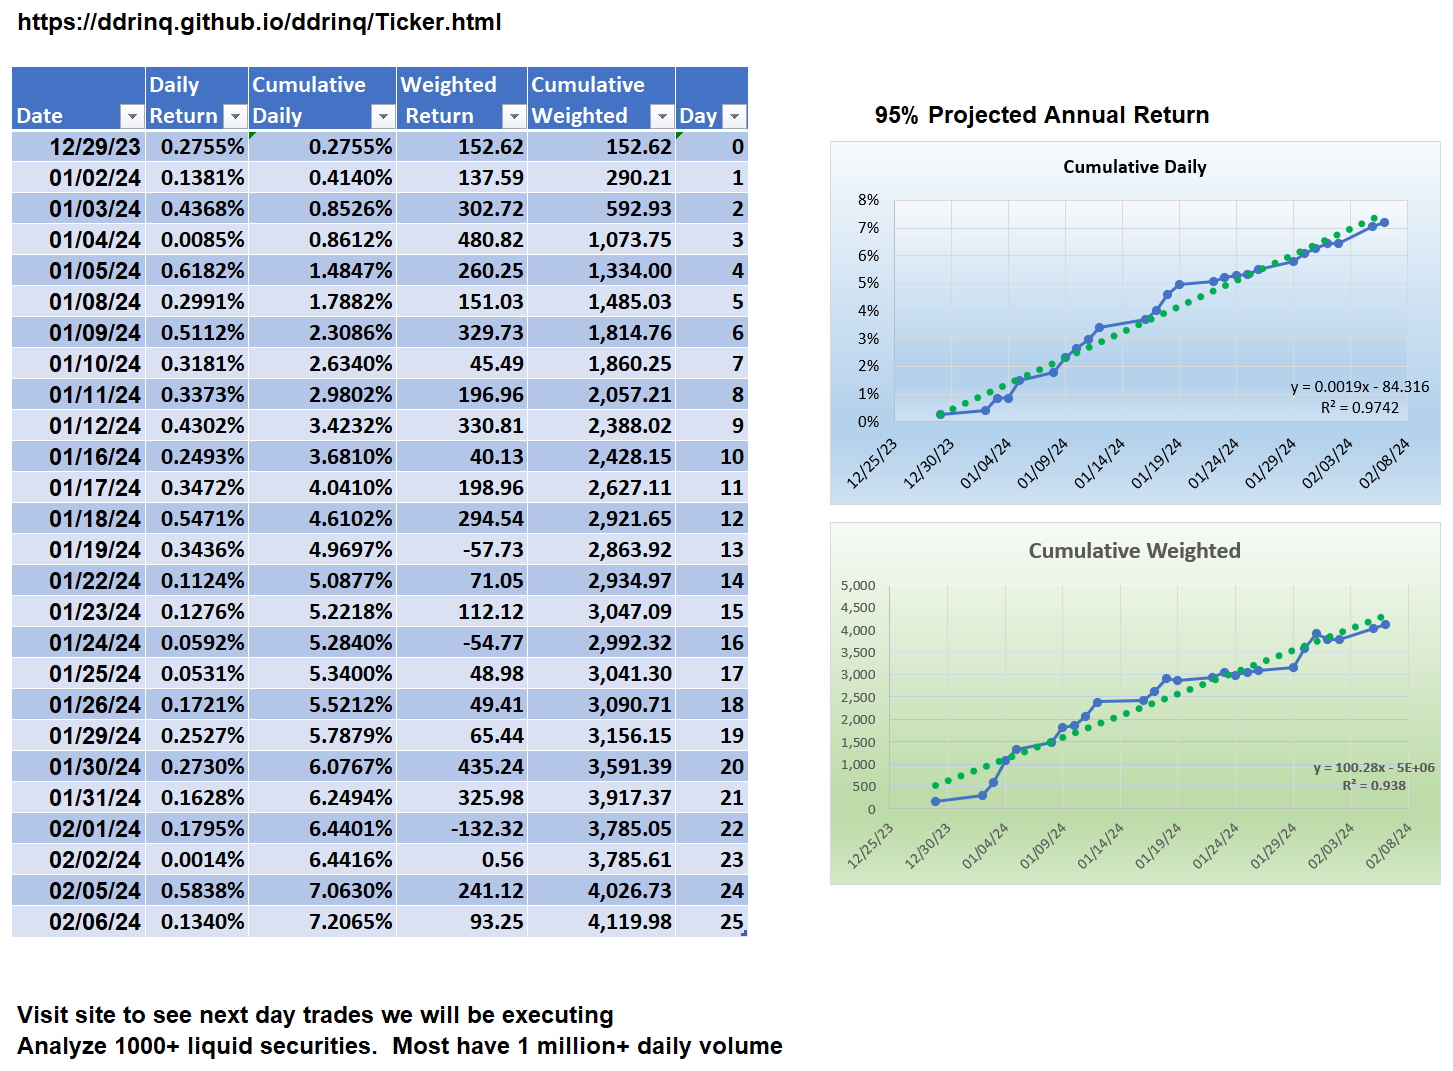 https://ddrinq.github.io/ddrinq/Ticker.html
Date Daily Return Cumulative Daily Weighted Return Cumulative Weighted Day
12/29/23 0.2755% 0.2755% 152.62 152.62 0
01/02/24 0.1381% 0.4140% 137.59 290.21 1
01/03/24 0.4368% 0.8526% 302.72 592.93 2
01/04/24 0.0085% 0.8612% 480.82 1,073.75 3
01/05/24 0.6182% 1.4847% 260.25 1,334.00 4
01/08/24 0.2991% 1.7882% 151.03 1,485.03 5
01/09/24 0.5112% 2.3086% 329.73 1,814.76 6
01/10/24 0.3181% 2.6340% 45.49 1,860.25 7
01/11/24 0.3373% 2.9802% 196.96 2,057.21 8
01/12/24 0.4302% 3.4232% 330.81 2,388.02 9
01/16/24 0.2493% 3.6810% 40.13 2,428.15 10
01/17/24 0.3472% 4.0410% 198.96 2,627.11 11
01/18/24 0.5471% 4.6102% 294.54 2,921.65 12
01/19/24 0.3436% 4.9697% -57.73 2,863.92 13
01/22/24 0.1124% 5.0877% 71.05 2,934.97 14
01/23/24 0.1276% 5.2218% 112.12 3,047.09 15
01/24/24 0.0592% 5.2840% -54.77 2,992.32 16
01/25/24 0.0531% 5.3400% 48.98 3,041.30 17
01/26/24 0.1721% 5.5212% 49.41 3,090.71 18
01/29/24 0.2527% 5.7879% 65.44 3,156.15 19
01/30/24 0.2730% 6.0767% 435.24 3,591.39 20
01/31/24 0.1628% 6.2494% 325.98 3,917.37 21
02/01/24 0.1795% 6.4401% -132.32 3,785.05 22
02/02/24 0.0014% 6.4416% 0.56 3,785.61 23
02/05/24 0.5838% 7.0630% 241.12 4,026.73 24
02/06/24 0.1340% 7.2065% 93.25 4,119.98 25
95% Projected Annual Return
Cumulative Daily
8%
7%
6%
5%
4%
3%
2%
1%
0%
y = 0.0019x - 84.316
R² = 0.9742
12/25/23 12/30/23 01/04/24 01/09/24 01/14/24 01/19/24 01/24/24 01/29/24 02/03/24 02/08/24
Cumulative Weighted
5,000
4,500
4,000
3,500
3,000
2,500
2,000
1,500
1,000
500
0
y = 100.28x - 5E+06
R² = 0.938
12/25/23 12/30/23 01/04/24 01/09/24 01/14/24 01/19/24 01/24/24 01/29/24 02/03/24 02/08/24
Visit site to see next day trades we will be executing
Analyze 1000+ liquid securities.  Most have 1 million+ daily volume